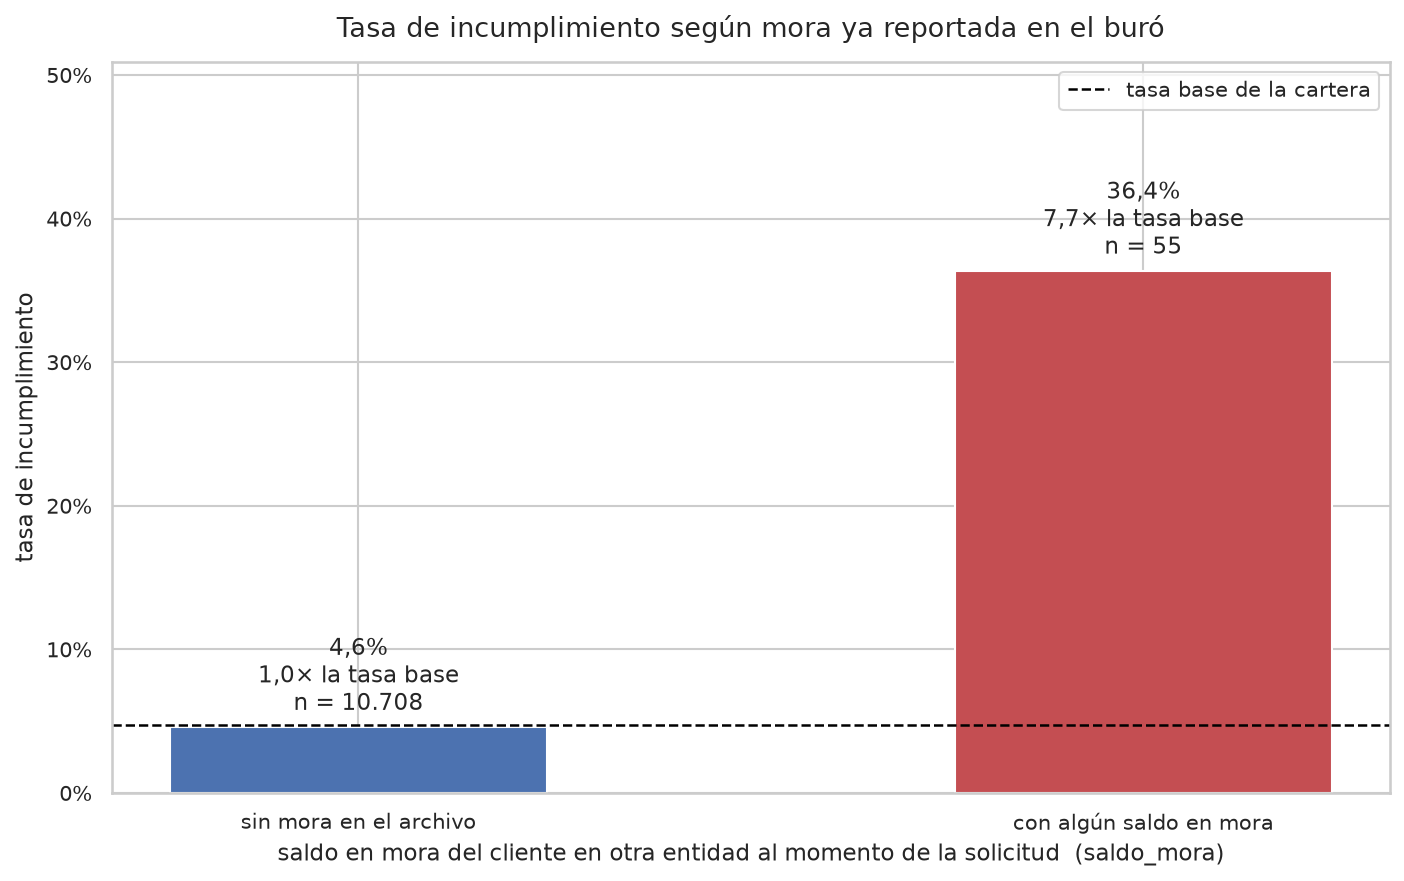 Tasa de incumplimiento según mora ya reportada en el buró
tasa base de la cartera
tasa de incumplimiento
50%
40%
30%
20%
10%
0%
4,6%
1,0× la tasa base
n = 10.708
36,4%
7,7× la tasa base
n = 55
sin mora en el archivo
con algún saldo en mora
saldo en mora del cliente en otra entidad al momento de la solicitud  (saldo_mora)